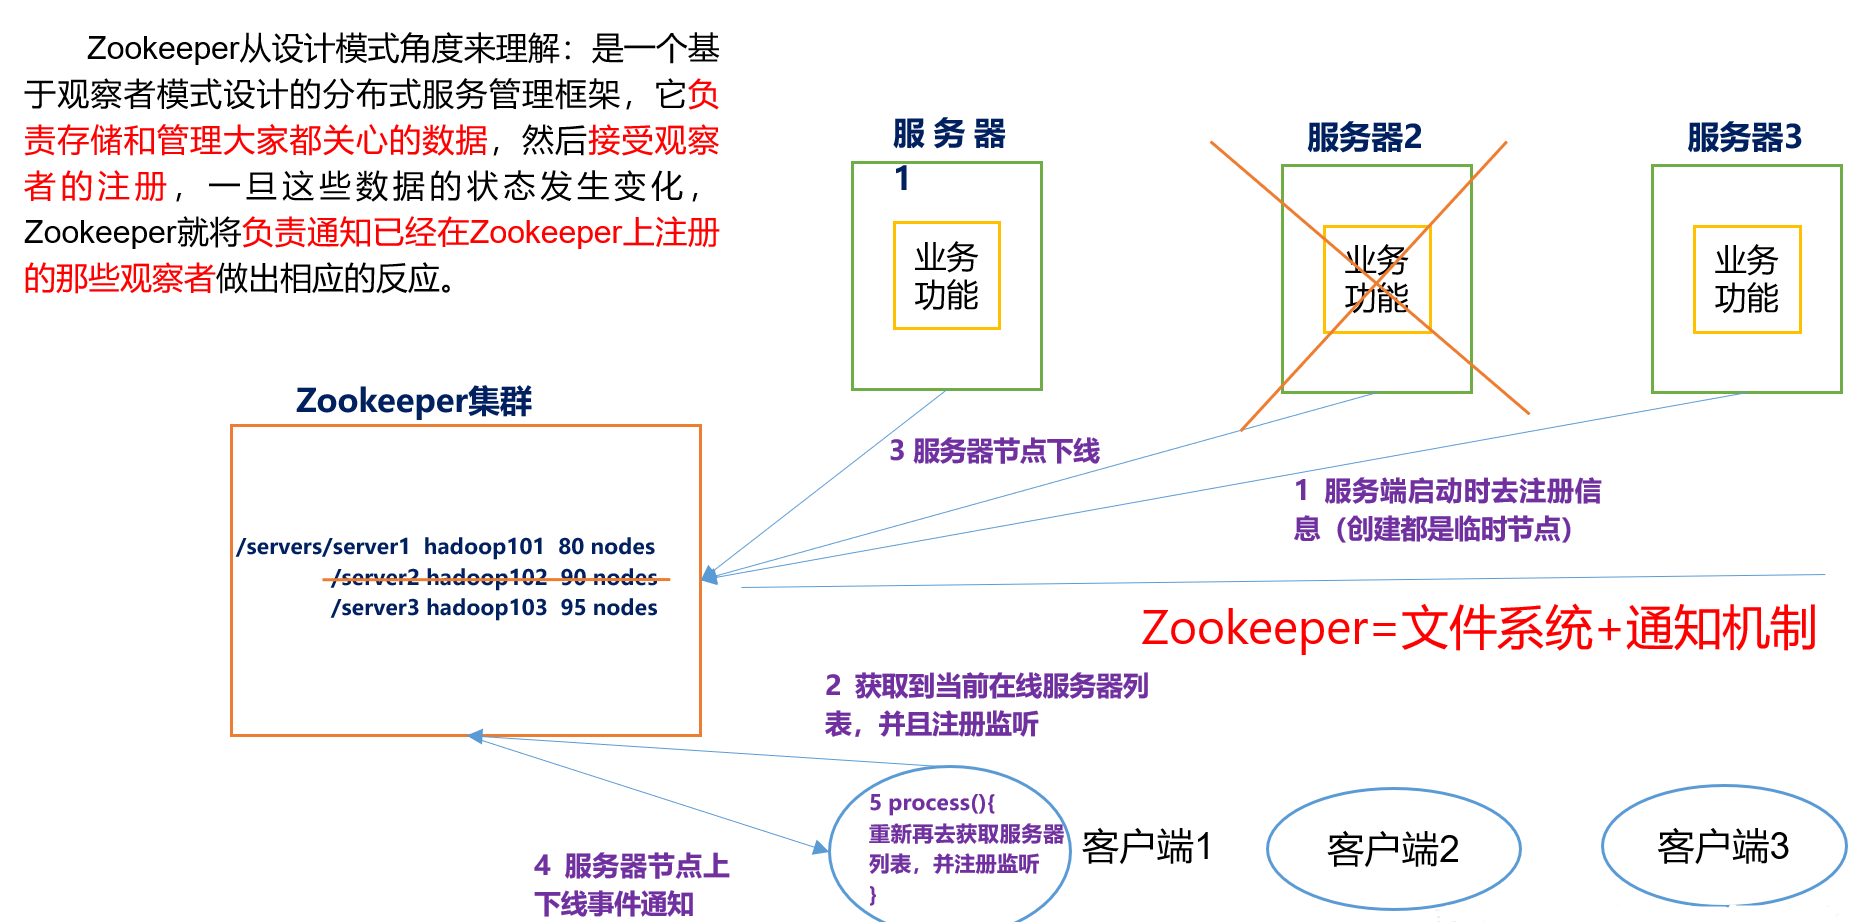 Zookeeper从设计模式角度来理解：是一个基
于观察者模式设计的分布式服务管理框架，它负
责存储和管理大家都关心的数据，然后接受观察
者的注册，一旦这些数据的状态发生变化，
Zookeeper就将负责通知已经在Zookeeper上注册
的那些观察者做出相应的反应。
服务器
1
业务
功能
服务器2
业务
功能
服务器3
业务
功能
Zookeeper集群
/servers/server1 hadoop101 80 nodes
/server2 hadoop102 90 nodes
/server3 hadoop103 95 nodes
3 服务器节点下线
1 服务端启动时去注册信
息（创建都是临时节点）
Zookeeper=文件系统+通知机制
2 获取到当前在线服务器列
表，并且注册监听
5 process(){
重新再去获取服务器
列表，并注册监听
}
客户端1
客户端2
客户端3
4 服务器节点上
下线事件通知